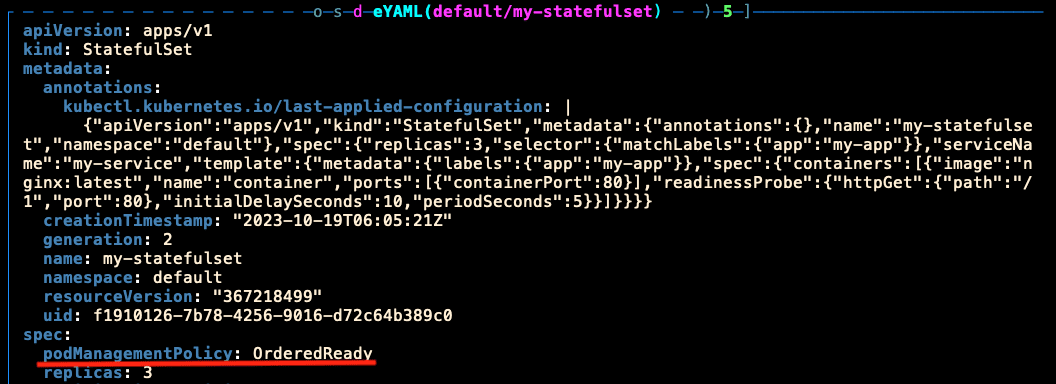 o s d eYAML(default/my-statefulset) ) 5 ]
apiVersion: apps/v1
kind: StatefulSet
metadata:
  annotations:
    kubectl.kubernetes.io/last-applied-configuration: |
      {"apiVersion":"apps/v1","kind":"StatefulSet","metadata":{"annotations":{},"name":"my-statefulse
t","namespace":"default"},"spec":{"replicas":3,"selector":{"matchLabels":{"app":"my-app"}},"serviceNa
me":"my-service","template":{"metadata":{"labels":{"app":"my-app"}},"spec":{"containers":[{"image":"n
ginx:latest","name":"container","ports":[{"containerPort":80}],"readinessProbe":{"httpGet":{"path":"/
1","port":80},"initialDelaySeconds":10,"periodSeconds":5}}]}}}}
  creationTimestamp: "2023-10-19T06:05:21Z"
  generation: 2
  name: my-statefulset
  namespace: default
  resourceVersion: "367218499"
  uid: f1910126-7b78-4256-9016-d72c64b389c0
spec:
  podManagementPolicy: OrderedReady
  replicas: 3